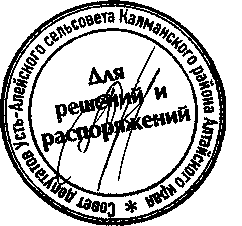 Совет депутатов Усть-Алейского сельсовета Калманского района Алтайского края *
Для
решений и
распоряжений